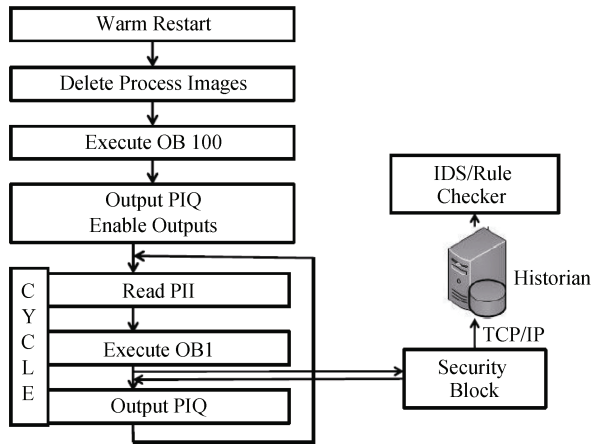 Warm Restart
Delete Process Images
Execute OB 100
Output PIQ
Enable Outputs
CYCLE
Read PII
Execute OB1
Output PIQ
IDS/Rule
Checker
Historian
TCP/IP
Security
Block